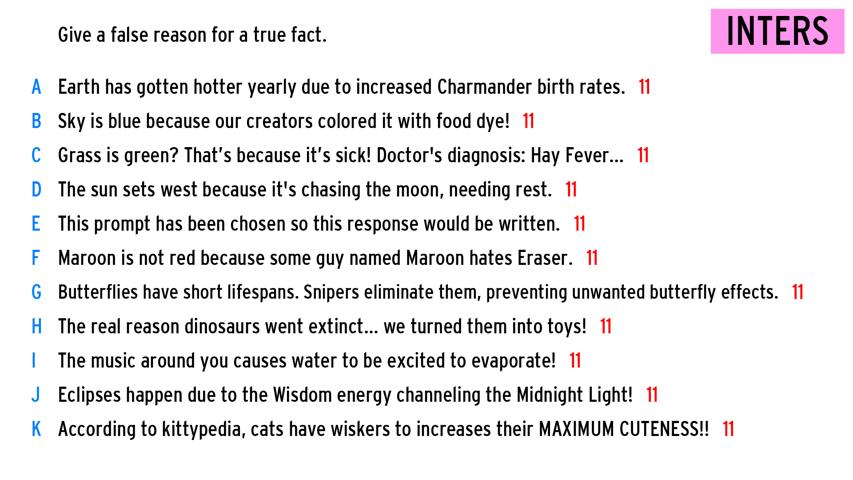 Give a false reason for a true fact.
INTERS
A Earth has gotten hotter yearly due to increased Charmander birth rates. 11
B Sky is blue because our creators colored it with food dye! 11
C Grass is green? That's because it's sick! Doctor's diagnosis: Hay Fever... 11
D The sun sets west because it's chasing the moon, needing rest. 11
E This prompt has been chosen so this response would be written. 11
F Maroon is not red because some guy named Maroon hates Eraser. 11
G Butterflies have short lifespans. Snipers eliminate them, preventing unwanted butterfly effects. 11
H The real reason dinosaurs went extinct... we turned them into toys! 11
I The music around you causes water to be excited to evaporate! 11
J Eclipses happen due to the Wisdom energy channeling the Midnight Light! 11
K According to kittypedia, cats have wiskers to increases their MAXIMUM CUTENESS!! 11